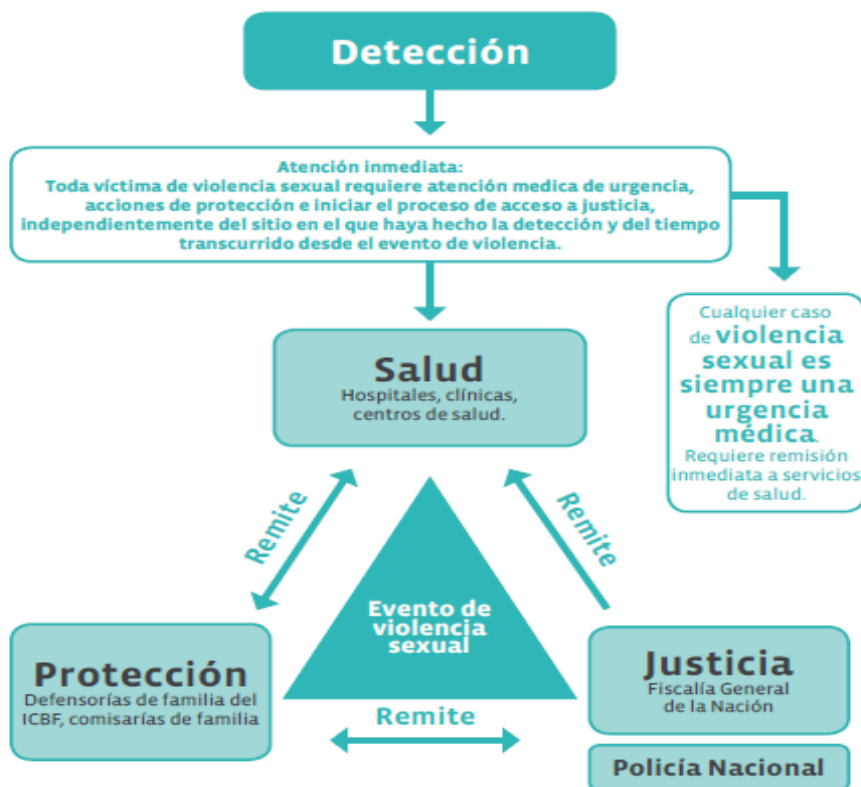 Detección
Atención inmediata:
Toda víctima de violencia sexual requiere atención medica de urgencia,
acciones de protección e iniciar el proceso de acceso a justicia,
independientemente del sitio en el que haya hecho la detección y del tiempo
transcurrido desde el evento de violencia.
Cualquier caso
de violencia
sexual es
siempre una
urgencia
médica.
Requiere remisión
inmediata a servicios
de salud.
Salud
Hospitales, clínicas,
centros de salud.
Remite
Remite
Evento de
violencia
sexual
Protección
Defensorías de familia del
ICBF, comisarías de familia
Remite
Justicia
Fiscalía General
de la Nación
Policía Nacional